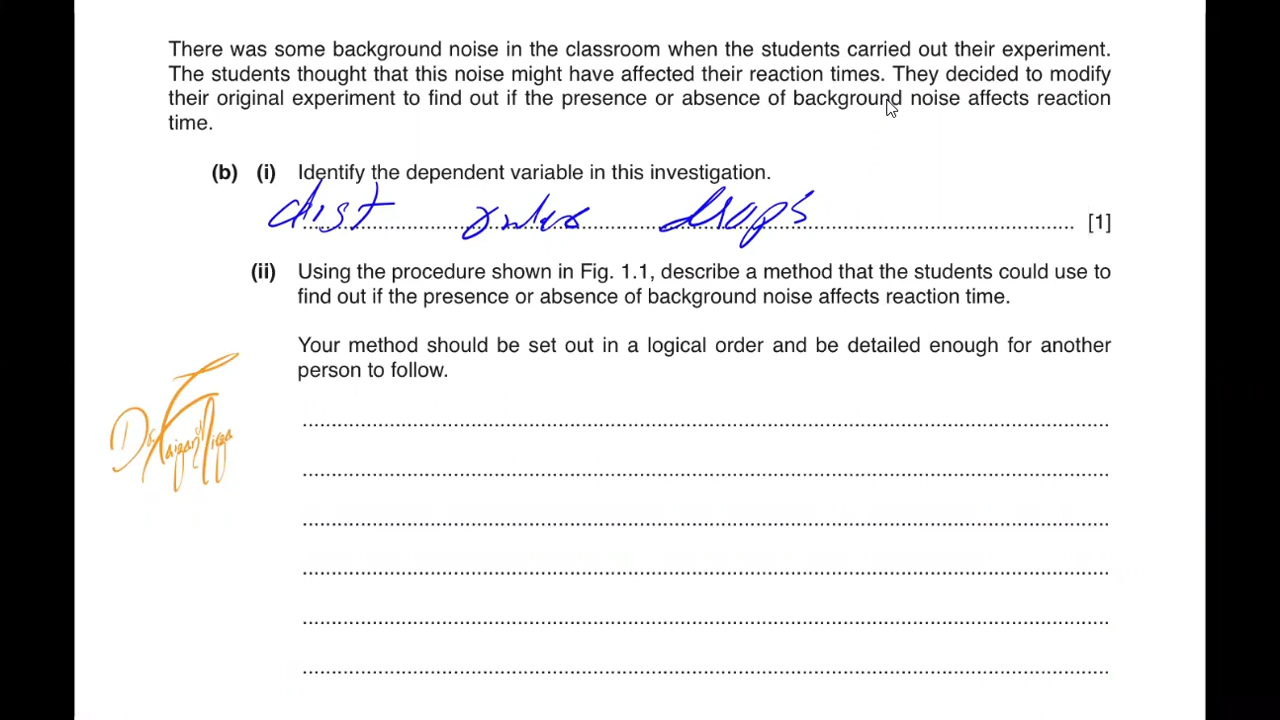 There was some background noise in the classroom when the students carried out their experiment.
The students thought that this noise might have affected their reaction times. They decided to modify
their original experiment to find out if the presence or absence of background noise affects reaction
time.
(b) (i) Identify the dependent variable in this investigation.
dist ruler drops
[1]
(ii) Using the procedure shown in Fig. 1.1, describe a method that the students could use to
find out if the presence or absence of background noise affects reaction time.
Your method should be set out in a logical order and be detailed enough for another
person to follow.